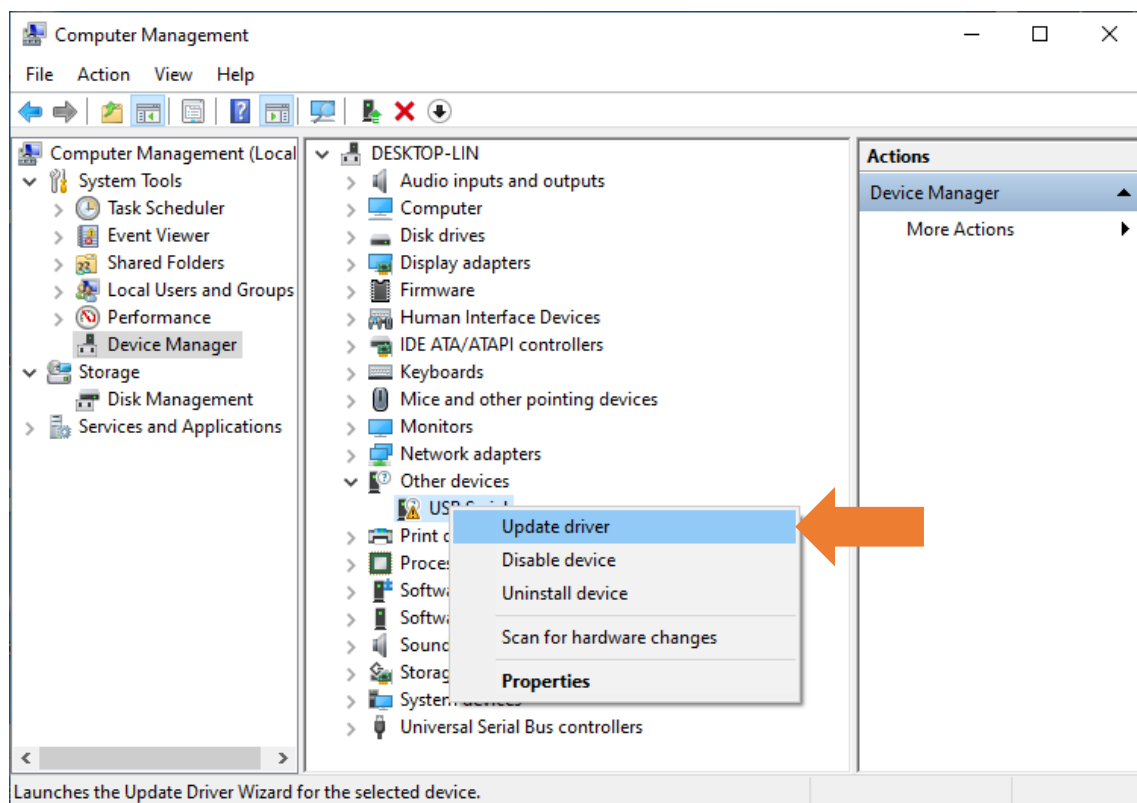 Computer Management
File Action View Help
Computer Management (Local
System Tools
Task Scheduler
Event Viewer
Shared Folders
Local Users and Groups
Performance
Device Manager
Storage
Disk Management
Services and Applications
DESKTOP-LIN
Audio inputs and outputs
Computer
Disk drives
Display adapters
Firmware
Human Interface Devices
IDE ATA/ATAPI controllers
Keyboards
Mice and other pointing devices
Monitors
Network adapters
Other devices
Print
Universal Serial Bus controllers
Update driver
Disable device
Uninstall device
Scan for hardware changes
Properties
Actions
Device Manager
More Actions
Launches the Update Driver Wizard for the selected device.